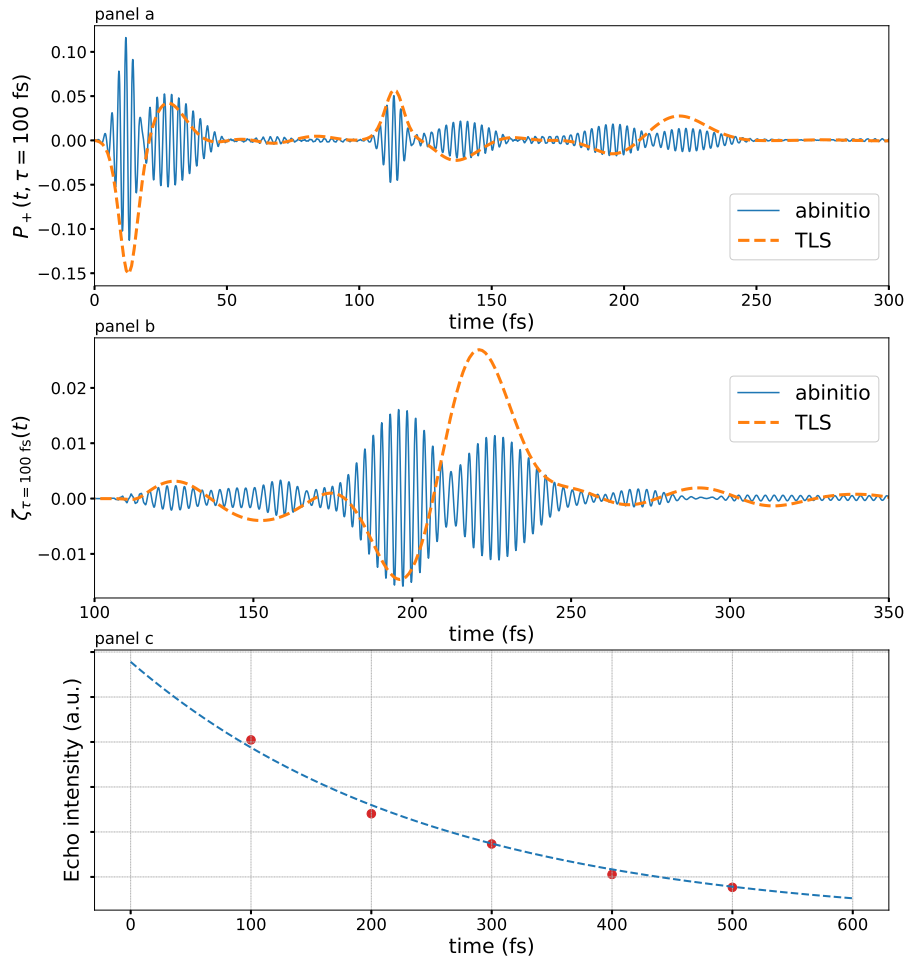 panel a
P₊(t, τ = 100 fs)
0.10
0.05
0.00
−0.05
−0.10
−0.15
abinitio
TLS
0 50 100 150 200 250 300
time (fs)
panel b
ζτ = 100 fs(t)
0.02
0.01
0.00
−0.01
abinitio
TLS
100 150 200 250 300 350
time (fs)
panel c
Echo intensity (a.u.)
0 100 200 300 400 500 600
time (fs)